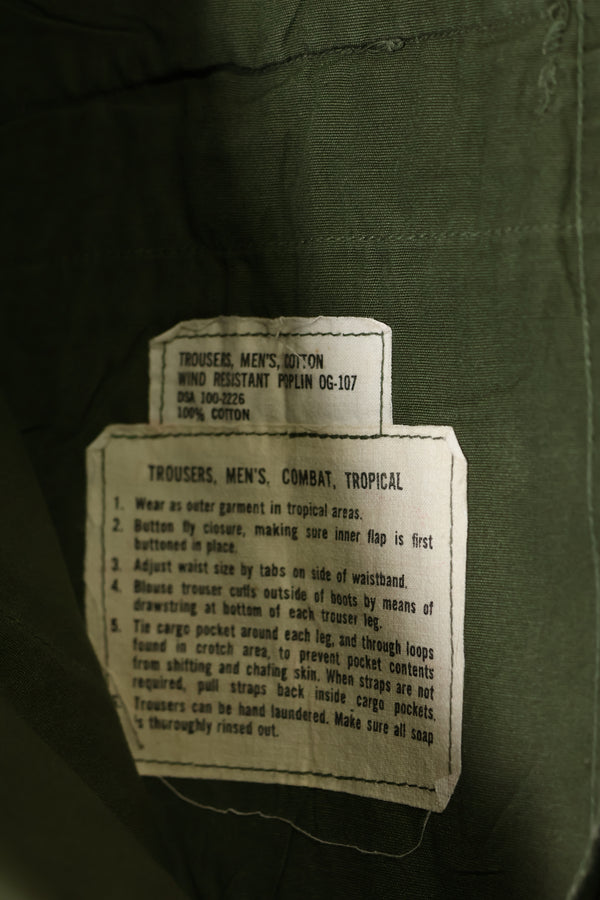 TROUSERS, MEN'S, COTTON
WIND RESISTANT POPLIN OG-107
DSA 100-2226
100% COTTON
TROUSERS, MEN'S, COMBAT, TROPICAL
1. Wear as outer garment in tropical areas.
2. Button fly closure, making sure inner flap is first
buttoned in place.
3. Adjust waist size by tabs on side of waistband.
4. Blouse trouser cuffs outside of boots by means of
drawstring at bottom of each trouser leg.
5. Tie cargo pocket around each leg, and through loops
found in crotch area, to prevent pocket contents
from shifting and chafing skin. When straps are not
required, pull straps back inside cargo pockets.
Trousers can be hand laundered. Make sure all soap
is thoroughly rinsed out.